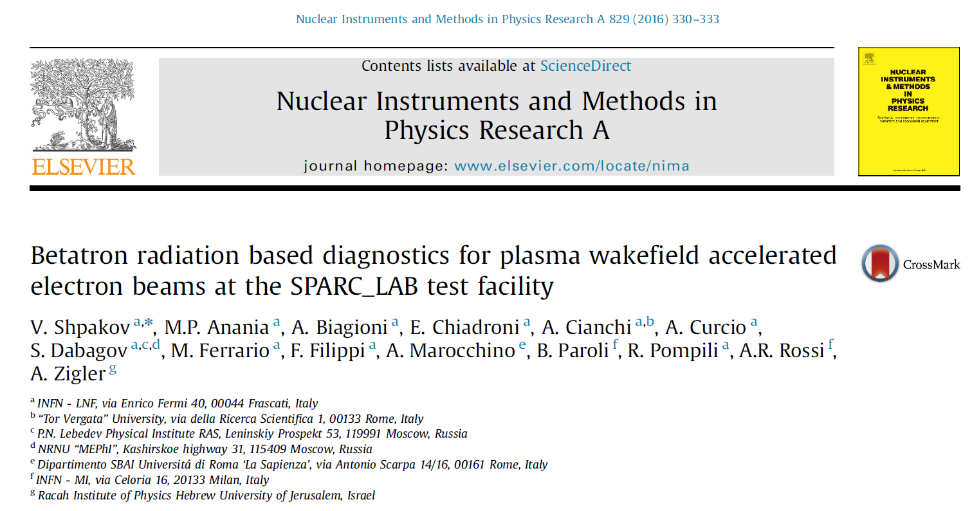 Nuclear Instruments and Methods in Physics Research A 829 (2016) 330–333
Contents lists available at ScienceDirect
Nuclear Instruments and Methods in
Physics Research A
journal homepage: www.elsevier.com/locate/nima
ELSEVIER
NUCLEAR
INSTRUMENTS
& METHODS
IN
PHYSICS
RESEARCH
Betatron radiation based diagnostics for plasma wakefield accelerated
electron beams at the SPARC_LAB test facility
CrossMark
V. Shpakov a,*, M.P. Anania a, A. Biagioni a, E. Chiadroni a, A. Cianchi a,b, A. Curcio a,
S. Dabagov a,c,d, M. Ferrario a, F. Filippi a, A. Marocchino e, B. Paroli f, R. Pompili a, A.R. Rossi f,
A. Zigler g
a INFN - LNF, via Enrico Fermi 40, 00044 Frascati, Italy
b "Tor Vergata" University, via della Ricerca Scientifica 1, 00133 Rome, Italy
c P.N. Lebedev Physical Institute RAS, Leninskiy Prospekt 53, 119991 Moscow, Russia
d NRNU "MEPhI", Kashirskoe highway 31, 115409 Moscow, Russia
e Dipartimento SBAI Universitá di Roma 'La Sapienza', via Antonio Scarpa 14/16, 00161 Rome, Italy
f INFN - MI, via Celoria 16, 20133 Milan, Italy
g Racah Institute of Physics Hebrew University of Jerusalem, Israel